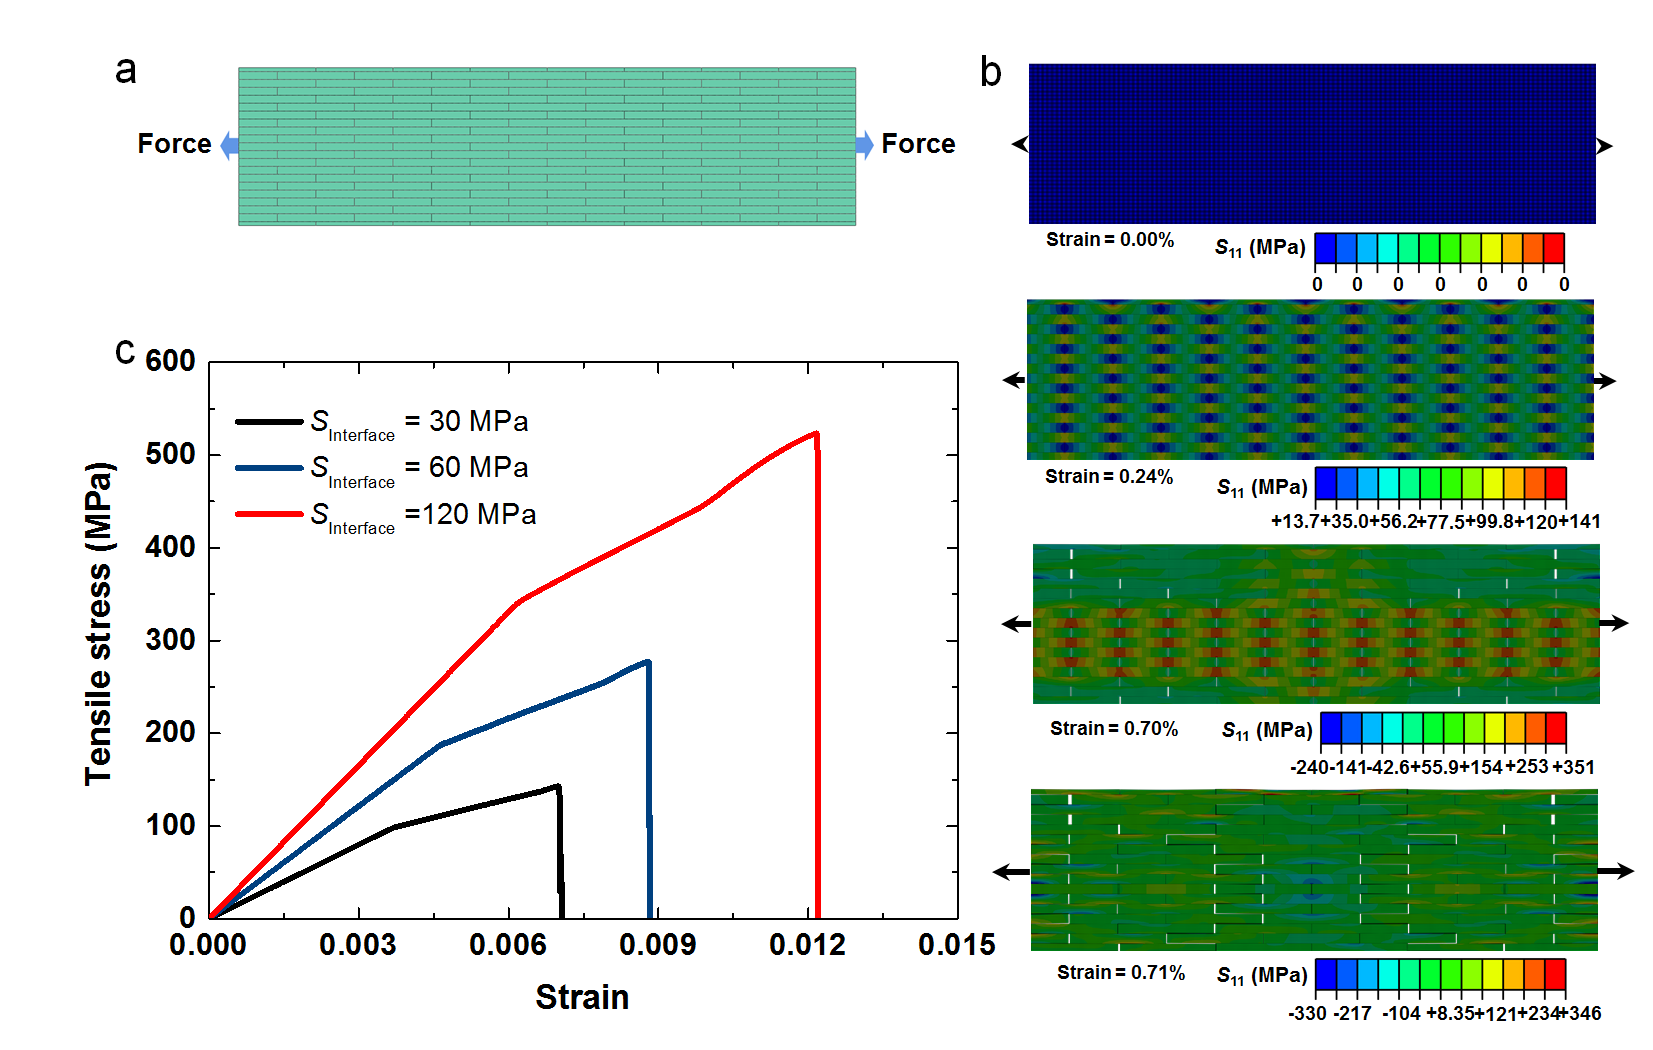 a
Force
Force
b
Strain = 0.00%
S11 (MPa)
0 0 0 0 0 0 0
Strain = 0.24%
S11 (MPa)
+13.7 +35.0 +56.2 +77.5 +99.8 +120 +141
Strain = 0.70%
S11 (MPa)
-240 -141 -42.6 +55.9 +154 +253 +351
Strain = 0.71%
S11 (MPa)
-330 -217 -104 +8.35 +121 +234 +346
c
600
500
400
300
200
100
0
Tensile stress (MPa)
SInterface = 30 MPa
SInterface = 60 MPa
SInterface =120 MPa
0.000 0.003 0.006 0.009 0.012 0.015
Strain